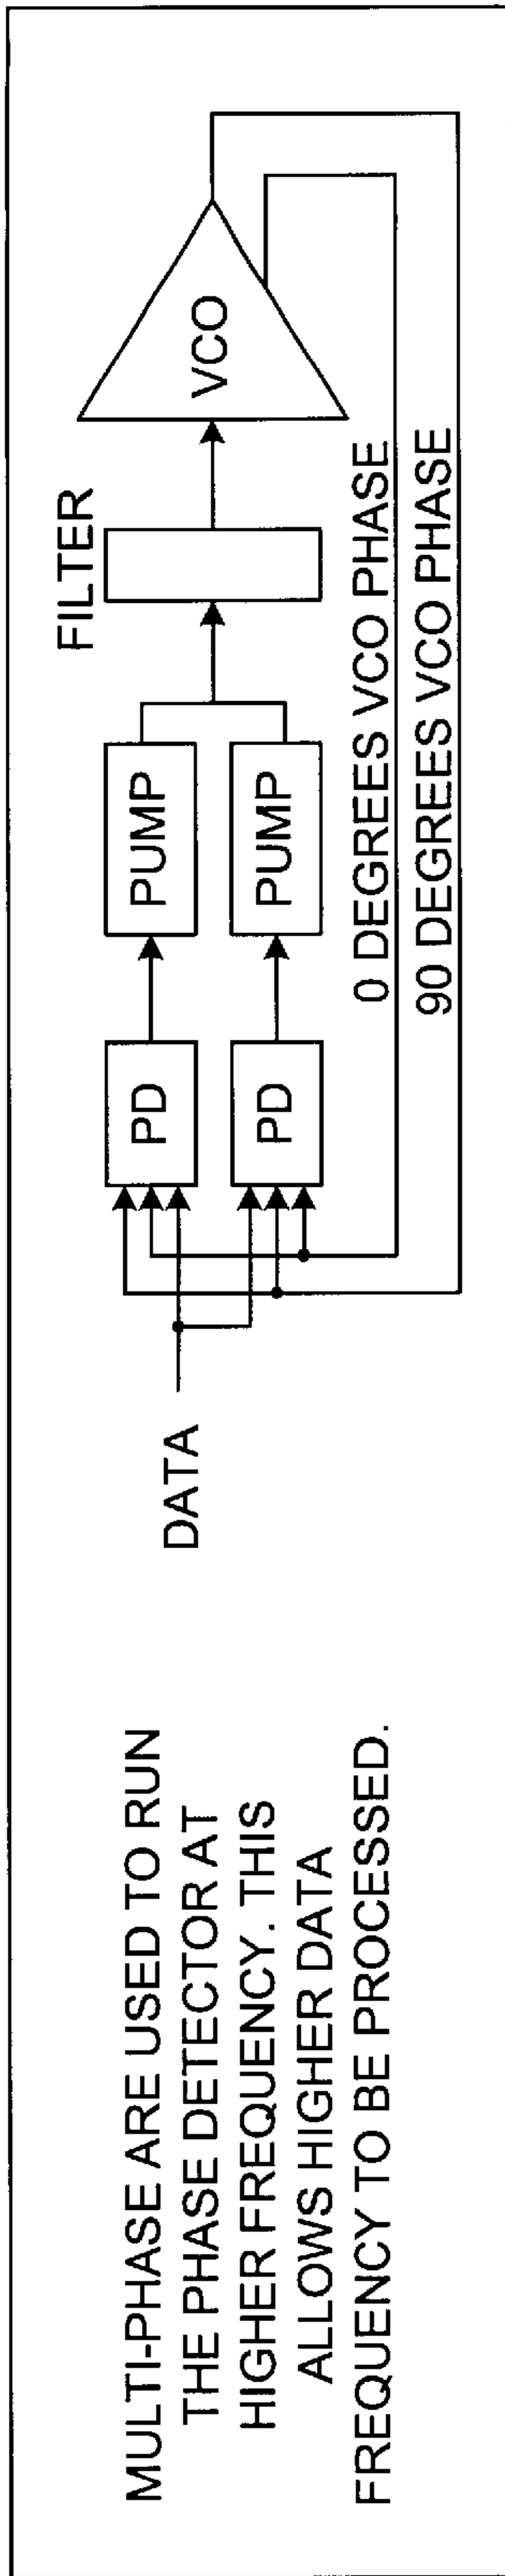 MULTI-PHASE ARE USED TO RUN
THE PHASE DETECTOR AT
HIGHER FREQUENCY. THIS
ALLOWS HIGHER DATA
FREQUENCY TO BE PROCESSED.
DATA
PD
PD
PUMP
PUMP
FILTER
VCO
0 DEGREES VCO PHASE
90 DEGREES VCO PHASE